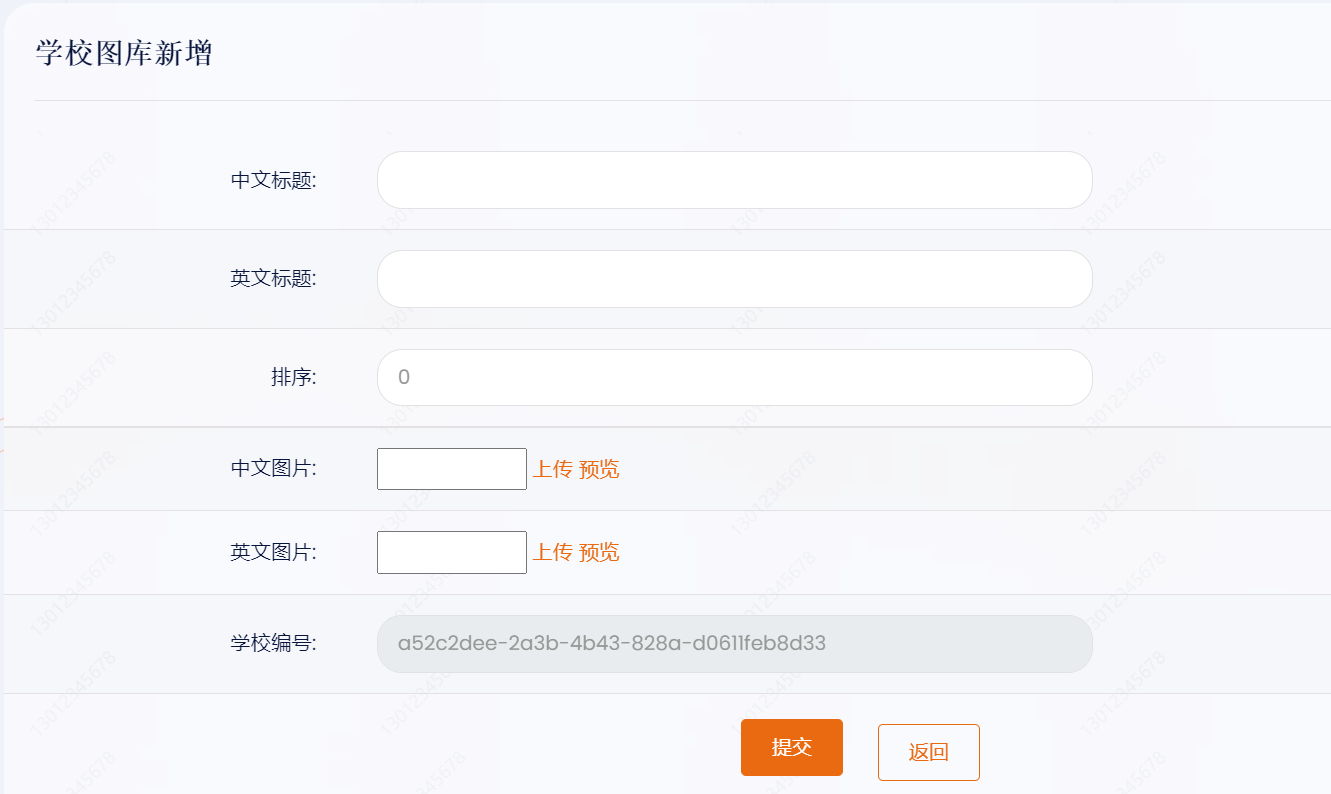 学校图库新增
中文标题:
英文标题:
排序: 0
中文图片: 上传 预览
英文图片: 上传 预览
学校编号: a52c2dee-2a3b-4b43-828a-d0611feb8d33
提交 返回
13012345678